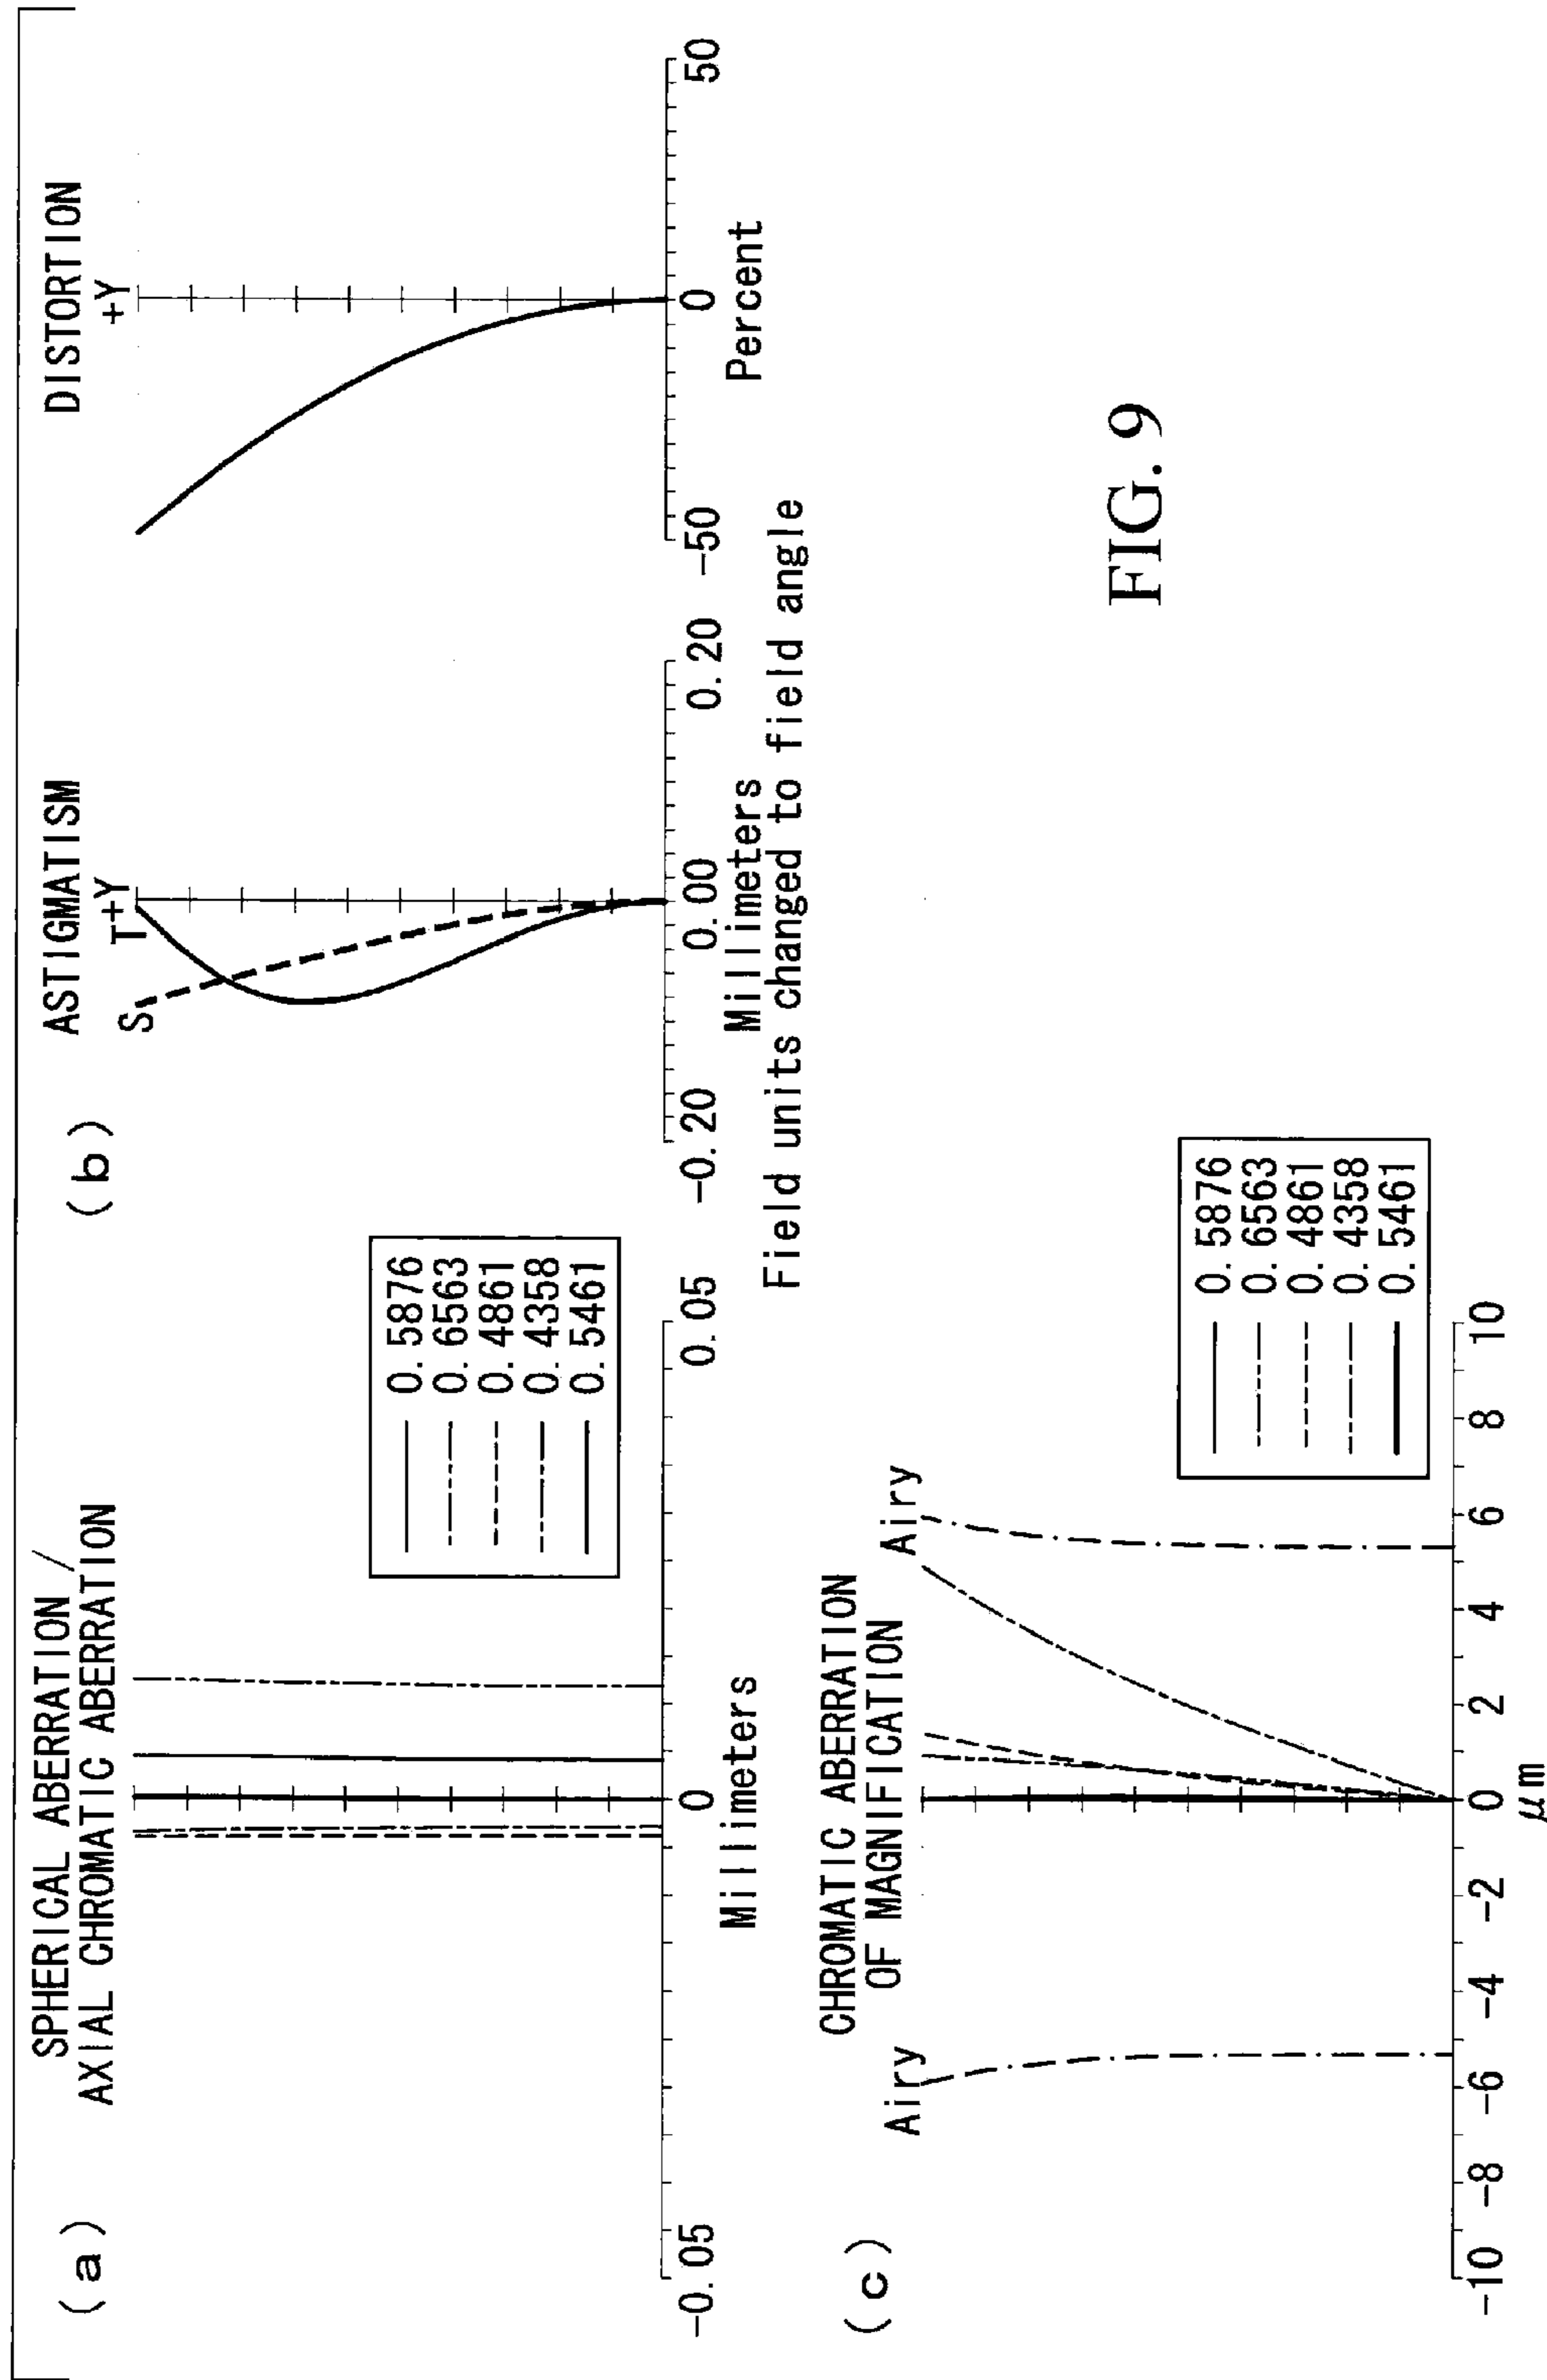 (a)
SPHERICAL ABERRATION/
AXIAL CHROMATIC ABERRATION
0.5876
0.6563
0.4861
0.4358
0.5461
-0.05
0
0.05
Millimeters
(b)
ASTIGMATISM
S
T
+Y
-0.20
0.00
0.20
Millimeters
Field units changed to field angle
DISTORTION
+Y
-50
0
50
Percent
(c)
CHROMATIC ABERRATION
OF MAGNIFICATION
Airy
Airy
0.5876
0.6563
0.4861
0.4358
0.5461
-10
-8
-6
-4
-2
0
2
4
6
8
10
μm
FIG. 9